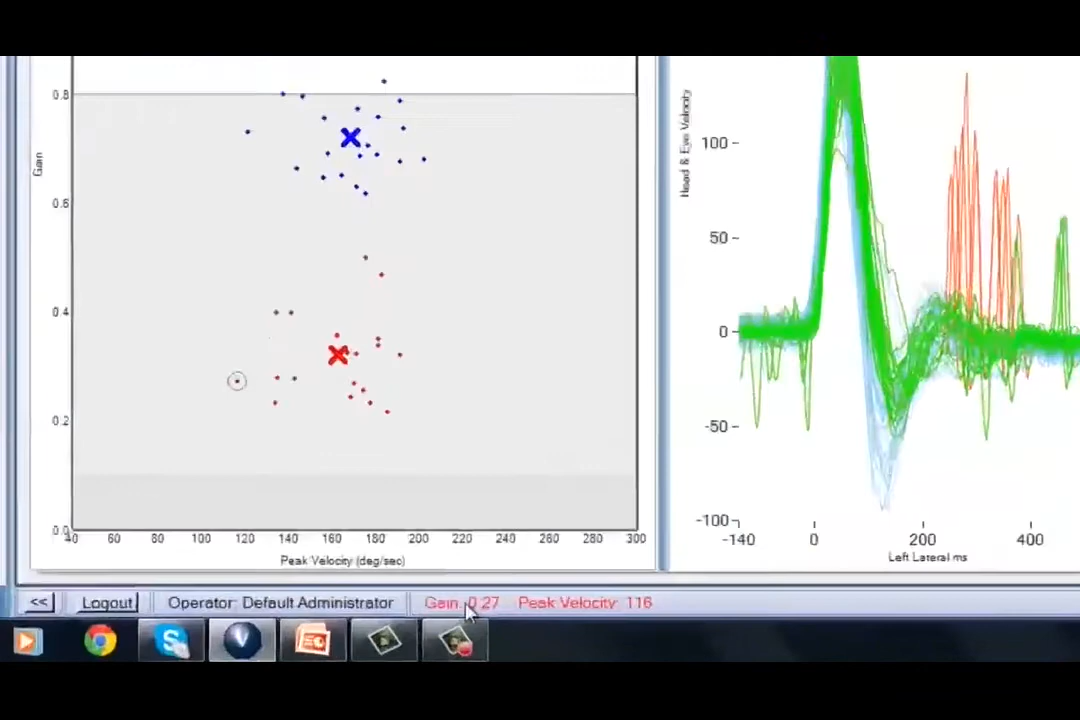 0.8
0.6
0.4
0.2
0.0
Gain
40 60 80 100 120 140 160 180 200 220 240 260 280 300
Peak Velocity (deg/sec)
Head & Eye Velocity
100
50
0
-50
-100
-140 0 200 400
Left Lateral ms
<< Logout Operator: Default Administrator Gain: 0.27 Peak Velocity: 116